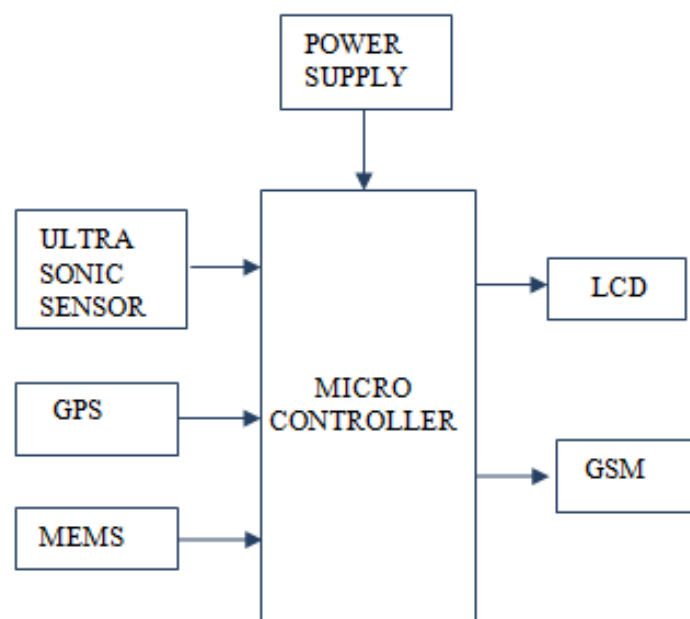 POWER
SUPPLY
ULTRA
SONIC
SENSOR
LCD
GPS
MICRO
CONTROLLER
GSM
MEMS